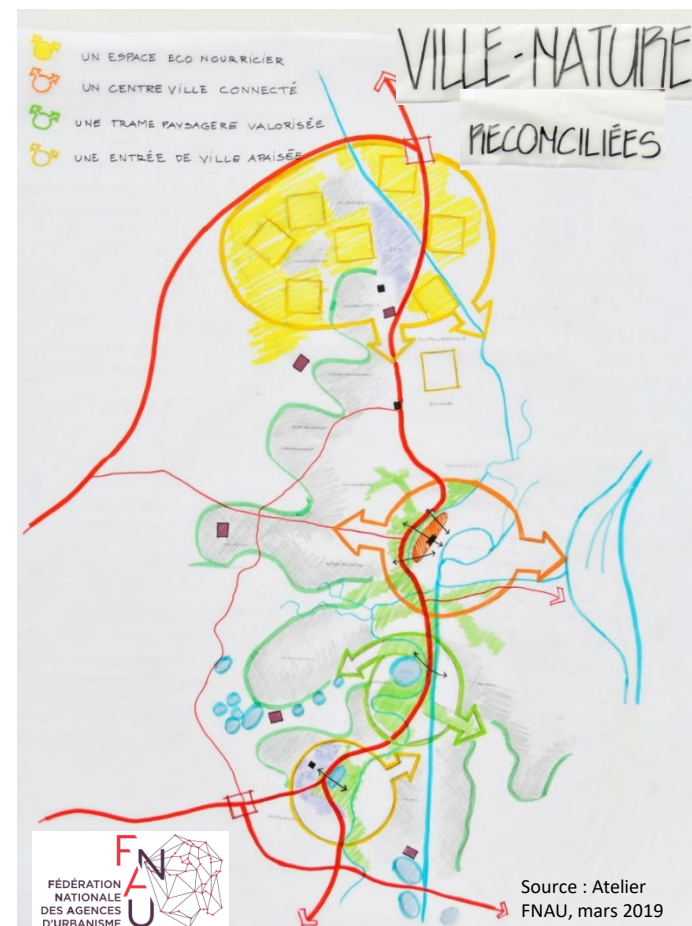 VILLE-NATURE
RECONCILIÉES
UN ESPACE ECO NOURRICIER
UN CENTRE VILLE CONNECTÉ
UNE TRAME PAYSAGERE VALORISÉE
UNE ENTRÉE DE VILLE APAISÉE
FNAU
FÉDÉRATION
NATIONALE
DES AGENCES
D'URBANISME
Source : Atelier
FNAU, mars 2019